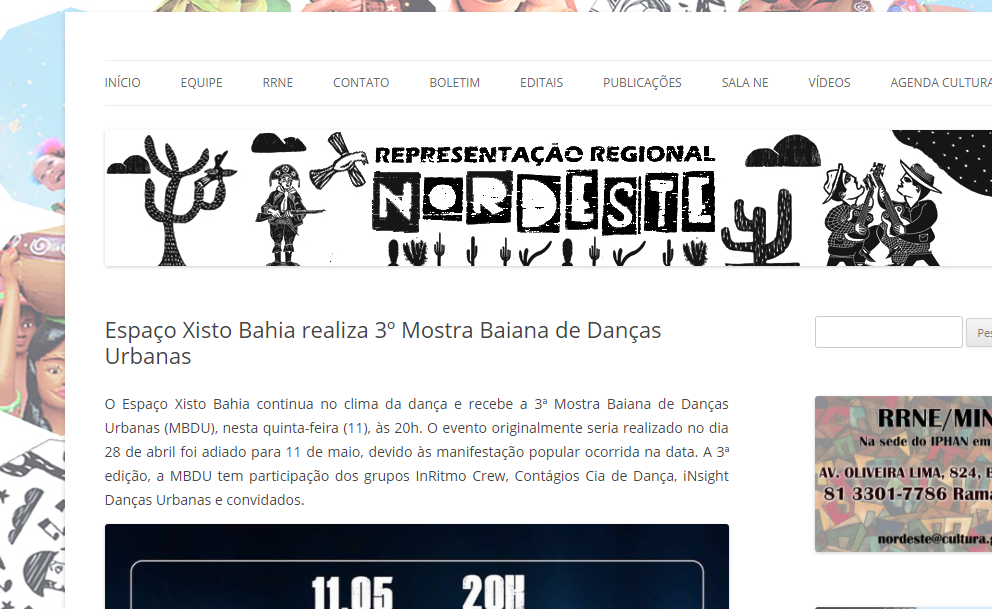 INÍCIO EQUIPE RRNE CONTATO BOLETIM EDITAIS PUBLICAÇÕES SALA NE VÍDEOS AGENDA CULTURA
REPRESENTAÇÃO REGIONAL
NORDESTE
Espaço Xisto Bahia realiza 3º Mostra Baiana de Danças
Urbanas
O Espaço Xisto Bahia continua no clima da dança e recebe a 3ª Mostra Baiana de Danças
Urbanas (MBDU), nesta quinta-feira (11), às 20h. O evento originalmente seria realizado no dia
28 de abril foi adiado para 11 de maio, devido às manifestação popular ocorrida na data. A 3ª
edição, a MBDU tem participação dos grupos InRitmo Crew, Contágios Cia de Dança, iNsight
Danças Urbanas e convidados.
11.05 20H
Pes
RRNE/MIN
Na sede do IPHAN em
AV. OLIVEIRA LIMA, 824, B
81 3301-7786 Rama
nordeste@cultura.g